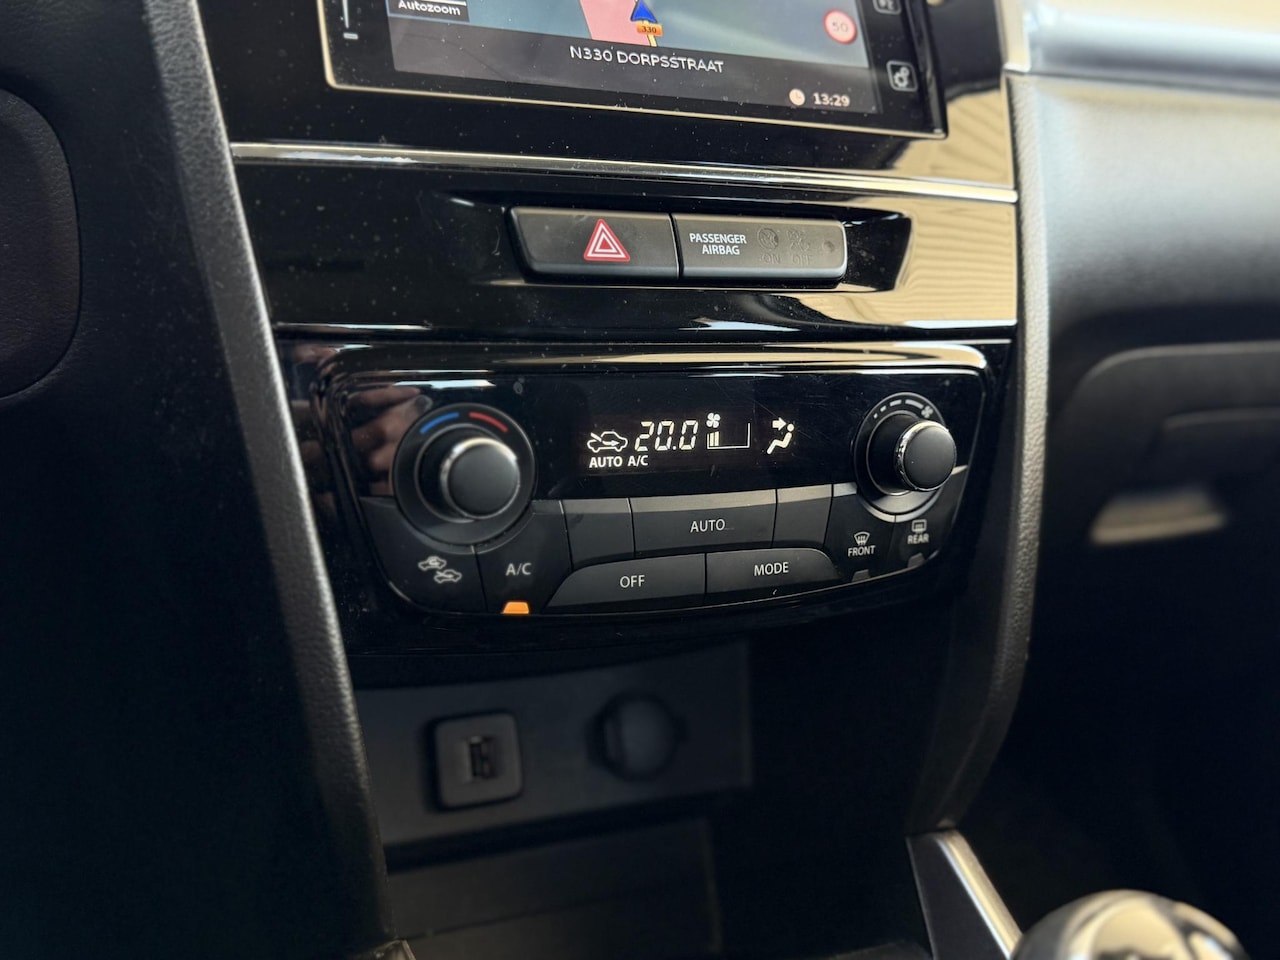 Autozoom
330
50
N330 DORPSSTRAAT
13:29
PASSENGER
AIRBAG
ON OFF
20.0
AUTO A/C
AUTO
A/C
OFF
MODE
FRONT
REAR